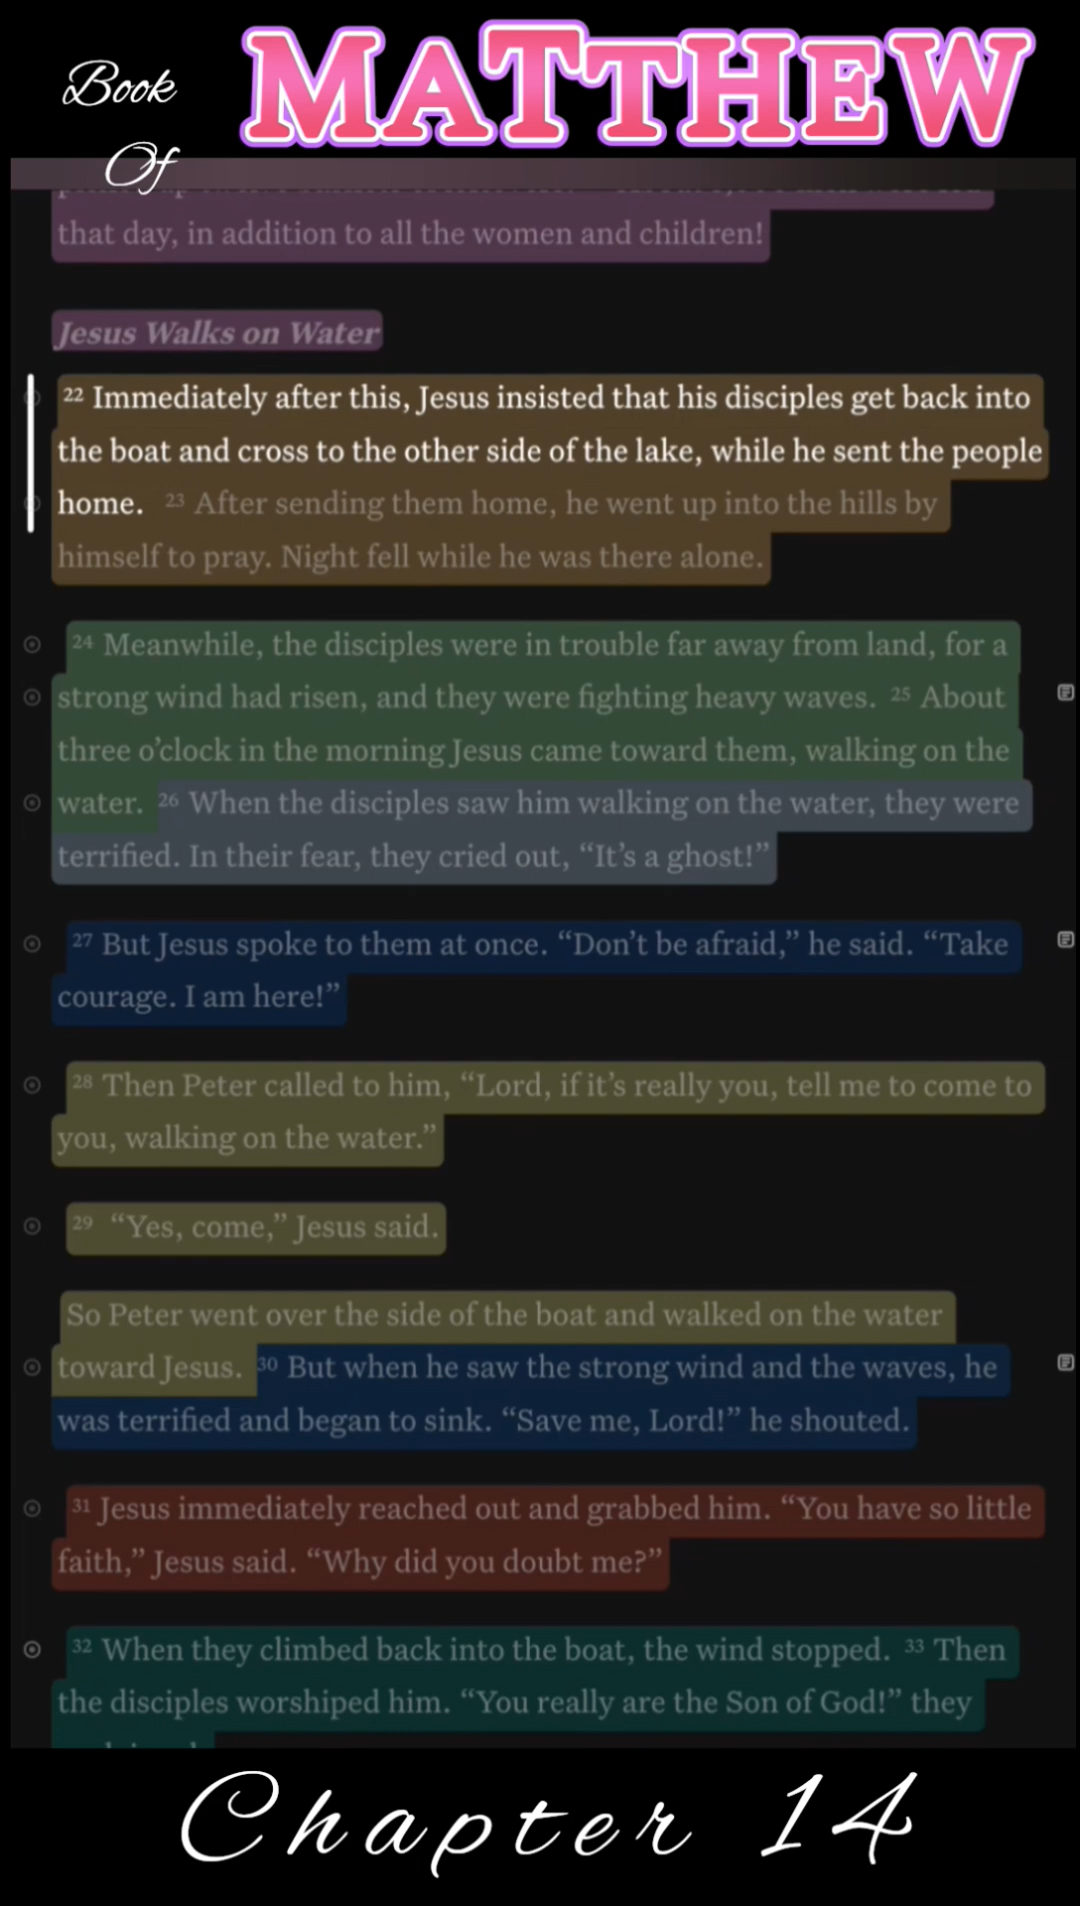 Book
Of
MATTHEW
that day, in addition to all the women and children!
Jesus Walks on Water
22 Immediately after this, Jesus insisted that his disciples get back into
the boat and cross to the other side of the lake, while he sent the people
home. 23 After sending them home, he went up into the hills by
himself to pray. Night fell while he was there alone.
24 Meanwhile, the disciples were in trouble far away from land, for a
strong wind had risen, and they were fighting heavy waves. 25 About
three o’clock in the morning Jesus came toward them, walking on the
water. 26 When the disciples saw him walking on the water, they were
terrified. In their fear, they cried out, “It’s a ghost!”
27 But Jesus spoke to them at once. “Don’t be afraid,” he said. “Take
courage. I am here!”
28 Then Peter called to him, “Lord, if it’s really you, tell me to come to
you, walking on the water.”
29 “Yes, come,” Jesus said.
So Peter went over the side of the boat and walked on the water
toward Jesus. 30 But when he saw the strong wind and the waves, he
was terrified and began to sink. “Save me, Lord!” he shouted.
31 Jesus immediately reached out and grabbed him. “You have so little
faith,” Jesus said. “Why did you doubt me?”
32 When they climbed back into the boat, the wind stopped. 33 Then
the disciples worshiped him. “You really are the Son of God!” they
Chapter 14